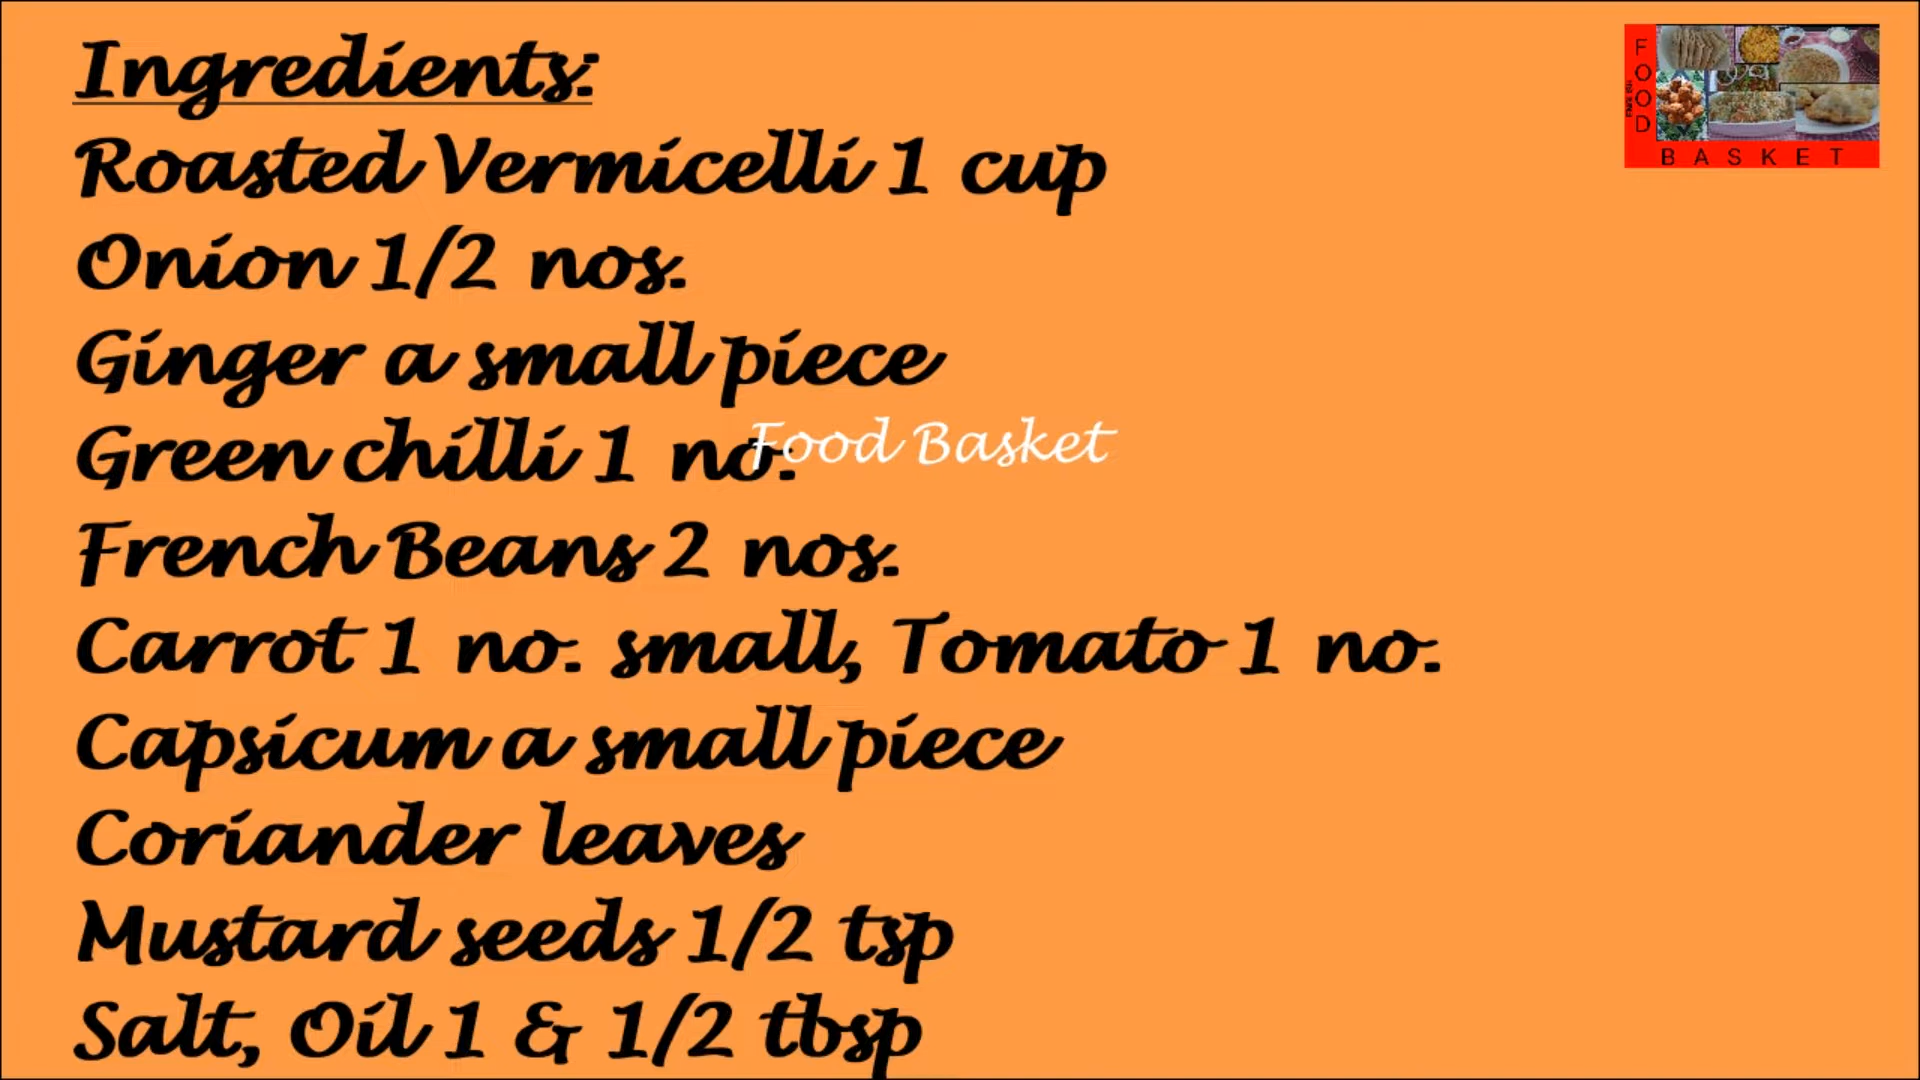 Ingredients:
Roasted Vermicelli 1 cup
Onion 1/2 nos.
Ginger a small piece
Green chilli 1 no.
Food Basket
French Beans 2 nos.
Carrot 1 no. small, Tomato 1 no.
Capsicum a small piece
Coriander leaves
Mustard seeds 1/2 tsp
Salt, Oil 1 & 1/2 tbsp
FOOD
BASKET